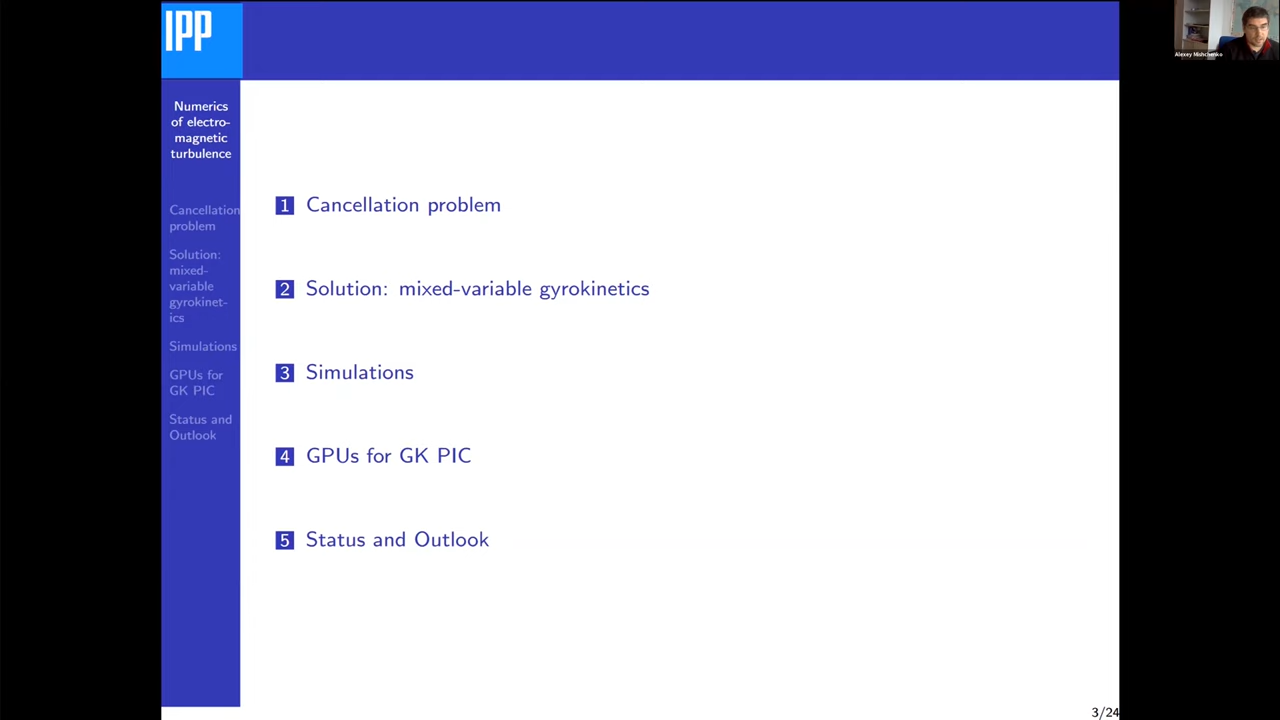 IPP
Alexey Mishchenko
Numerics
of electro-
magnetic
turbulence
Cancellation
problem
Solution:
mixed-
variable
gyrokinet-
ics
Simulations
GPUs for
GK PIC
Status and
Outlook
1 Cancellation problem
2 Solution: mixed-variable gyrokinetics
3 Simulations
4 GPUs for GK PIC
5 Status and Outlook
3/24